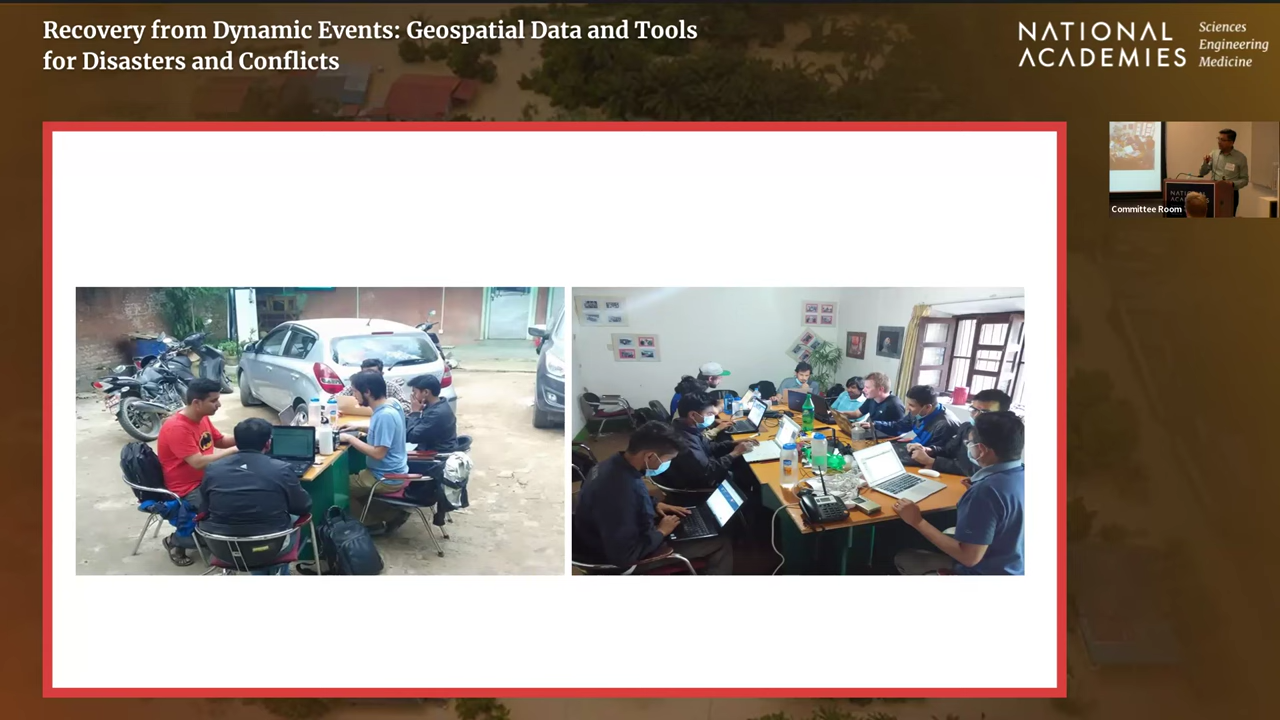 Recovery from Dynamic Events: Geospatial Data and Tools
for Disasters and Conflicts
NATIONAL
ACADEMIES
Sciences
Engineering
Medicine
Committee Room